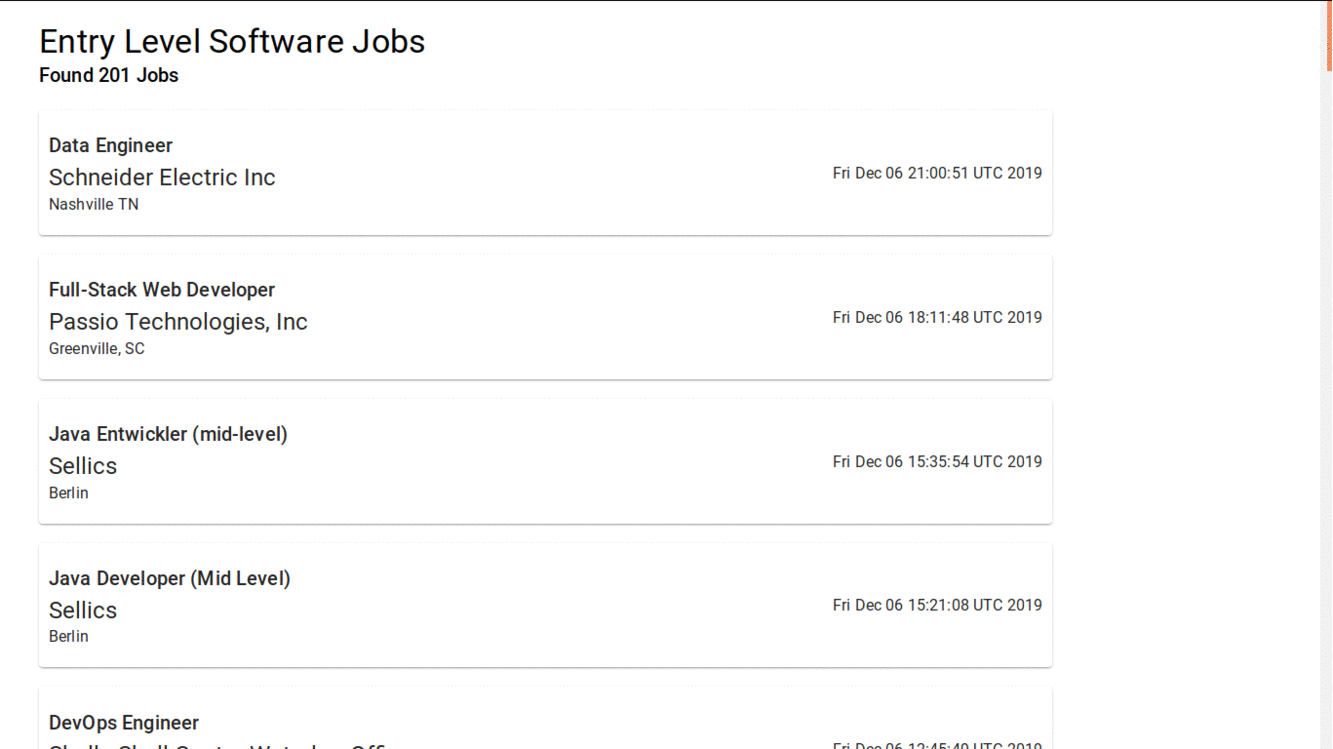 Entry Level Software Jobs
Found 201 Jobs
Data Engineer
Schneider Electric Inc
Nashville TN
Fri Dec 06 21:00:51 UTC 2019
Full-Stack Web Developer
Passio Technologies, Inc
Greenville, SC
Fri Dec 06 18:11:48 UTC 2019
Java Entwickler (mid-level)
Sellics
Berlin
Fri Dec 06 15:35:54 UTC 2019
Java Developer (Mid Level)
Sellics
Berlin
Fri Dec 06 15:21:08 UTC 2019
DevOps Engineer
Fri Dec 06 12:45:49 UTC 2019